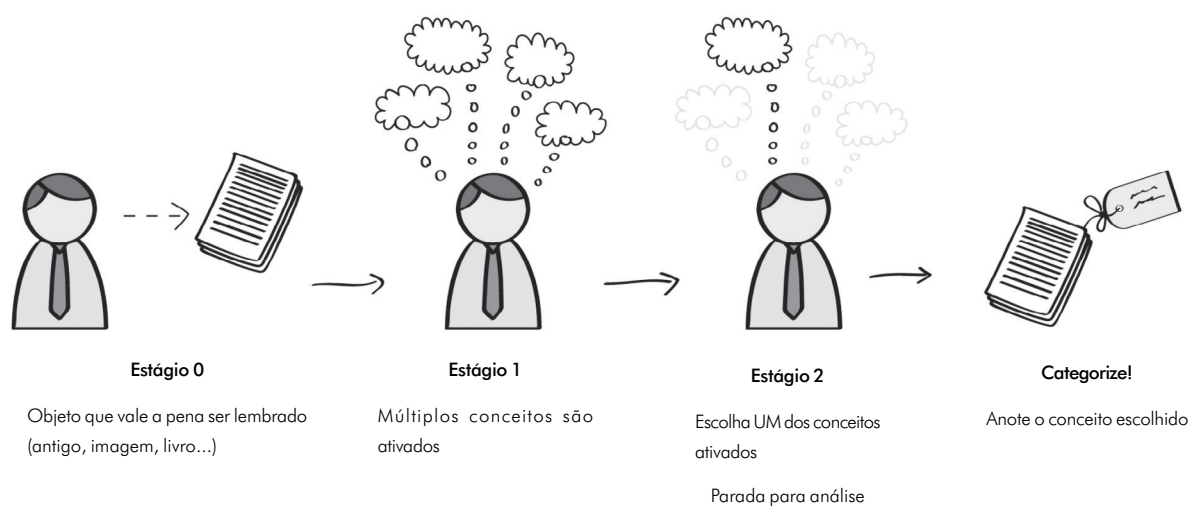 Estágio 0
Objeto que vale a pena ser lembrado
(antigo, imagem, livro...)
Estágio 1
Múltiplos conceitos são
ativados
Estágio 2
Escolha UM dos conceitos
ativados
Parada para análise
Categorize!
Anote o conceito escolhido